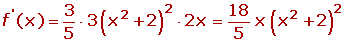 f'(x) = 3/5 · 3(x² + 2)² · 2x = 18/5 x (x² + 2)²